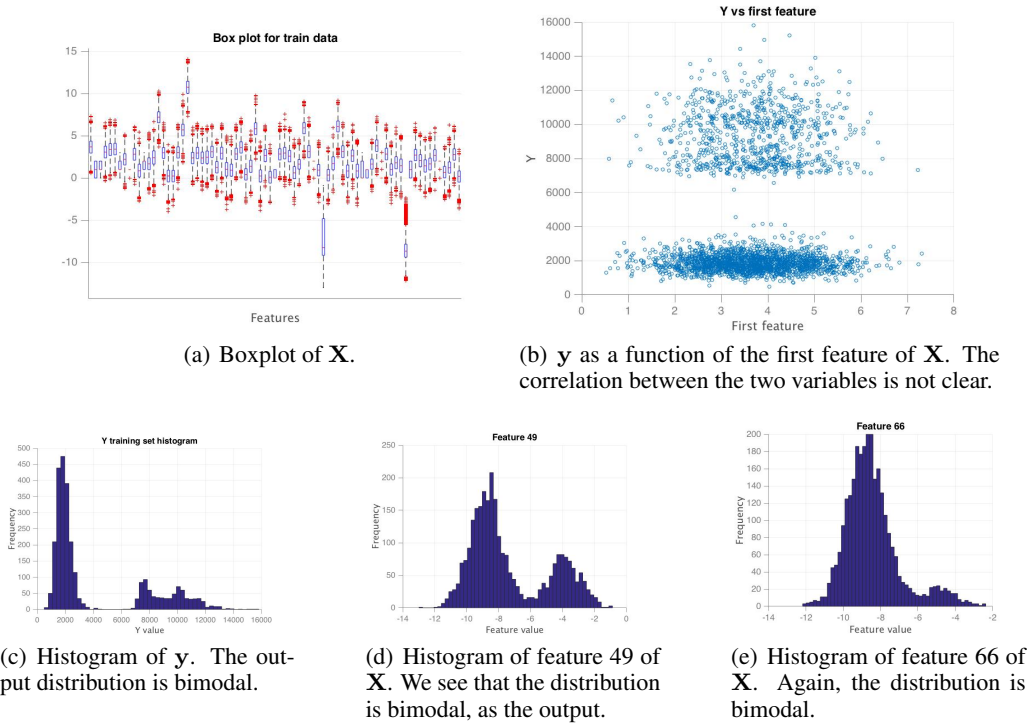 Box plot for train data
15
10
5
0
-5
-10
Features
(a) Boxplot of X.
Y vs first feature
16000
14000
12000
10000
8000
6000
4000
2000
0
Y
0 1 2 3 4 5 6 7 8
First feature
(b) y as a function of the first feature of X. The
correlation between the two variables is not clear.
Y training set histogram
500
450
400
350
300
250
200
150
100
50
0
Frequency
0 2000 4000 6000 8000 10000 12000 14000 16000
Y value
(c) Histogram of y. The out-
put distribution is bimodal.
Feature 49
250
200
150
100
50
0
Frequency
-14 -12 -10 -8 -6 -4 -2 0
Feature value
(d) Histogram of feature 49 of
X. We see that the distribution
is bimodal, as the output.
Feature 66
200
180
160
140
120
100
80
60
40
20
0
Frequency
-14 -12 -10 -8 -6 -4 -2
Feature value
(e) Histogram of feature 66 of
X. Again, the distribution is
bimodal.